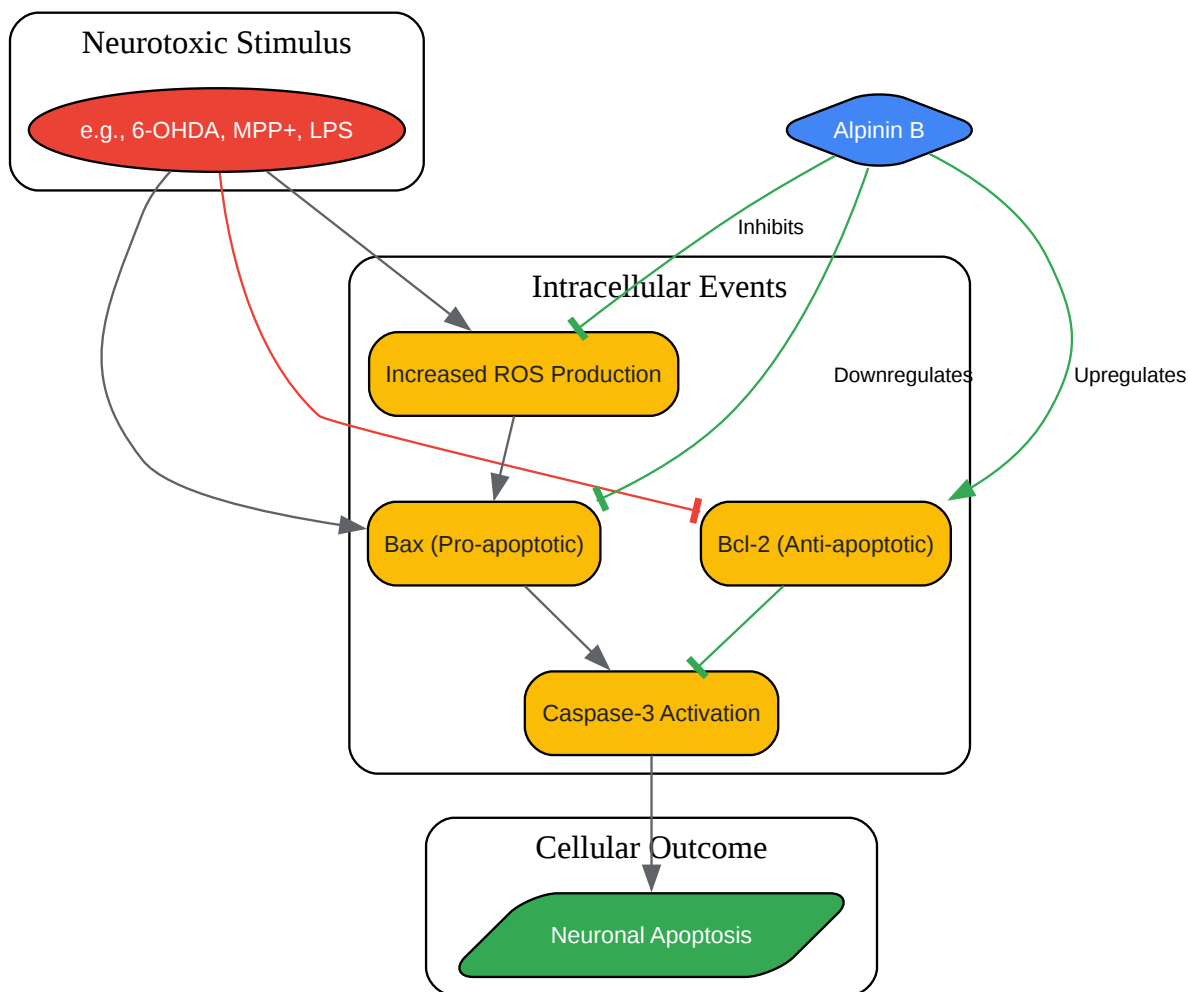 Neurotoxic Stimulus
e.g., 6-OHDA, MPP+, LPS
Alpinin B
Inhibits
Intracellular Events
Increased ROS Production
Downregulates
Upregulates
Bax (Pro-apoptotic)
Bcl-2 (Anti-apoptotic)
Caspase-3 Activation
Cellular Outcome
Neuronal Apoptosis